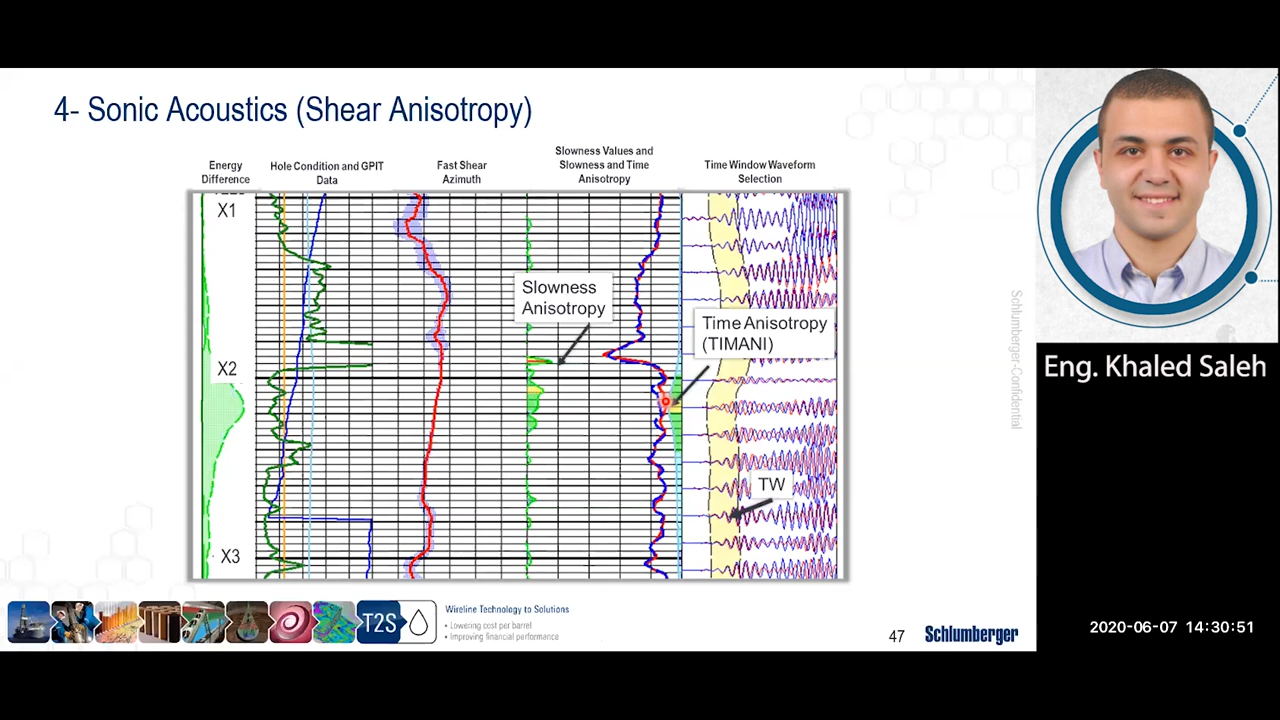 4- Sonic Acoustics (Shear Anisotropy)
Energy
Difference
Hole Condition and GPIT
Data
Fast Shear
Azimuth
Slowness Values and
Slowness and Time
Anisotropy
Time Window Waveform
Selection
X1
Slowness
Anisotropy
Time Anisotropy
(TIMANI)
X2
TW
X3
Schlumberger-Confidential
T2S
Wireline Technology to Solutions
• Lowering cost per barrel
• Improving financial performance
47
Schlumberger
Eng. Khaled Saleh
2020-06-07 14:30:51